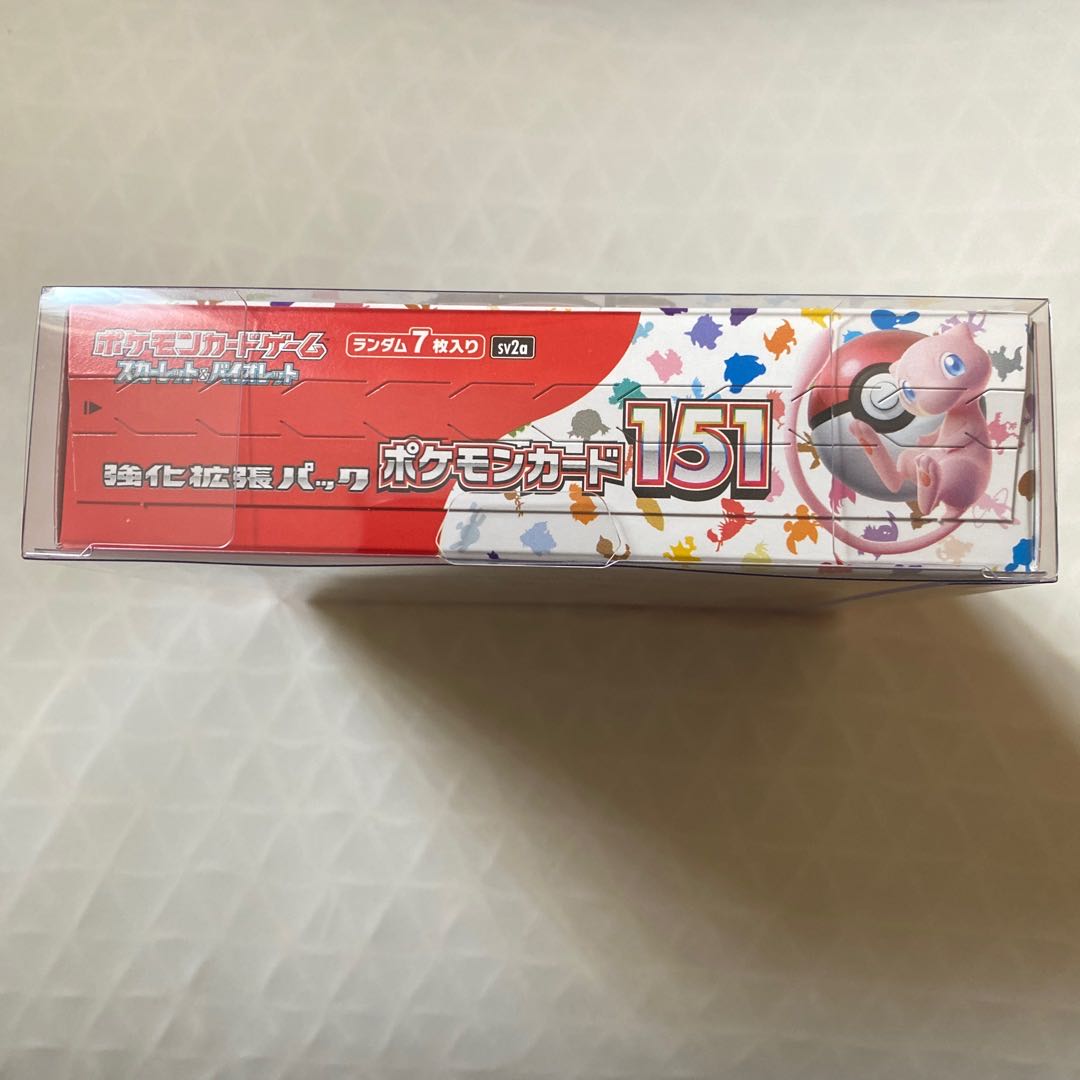 ポケモンカードゲーム
スカーレット&バイオレット
ランダム7枚入り
sv2a
強化拡張パック
ポケモンカード151